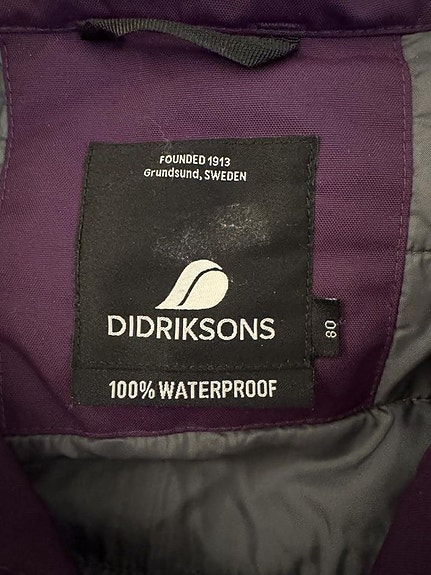 FOUNDED 1913
Grundsund, SWEDEN
DIDRIKSONS
80
100% WATERPROOF